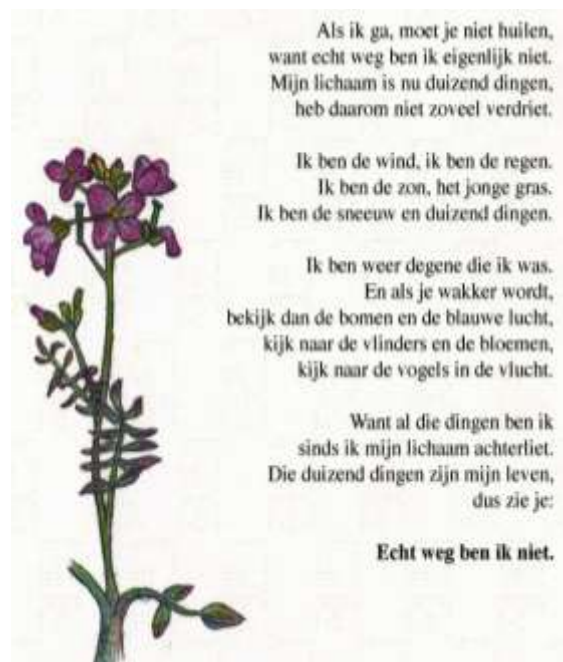 Als ik ga, moet je niet huilen,
want echt weg ben ik eigenlijk niet.
Mijn lichaam is nu duizend dingen,
heb daarom niet zoveel verdriet.
Ik ben de wind, ik ben de regen.
Ik ben de zon, het jonge gras.
Ik ben de sneeuw en duizend dingen.
Ik ben weer degene die ik was.
En als je wakker wordt,
bekijk dan de bomen en de blauwe lucht,
kijk naar de vlinders en de bloemen,
kijk naar de vogels in de vlucht.
Want al die dingen ben ik
sinds ik mijn lichaam achterliet.
Die duizend dingen zijn mijn leven,
dus zie je:
Echt weg ben ik niet.